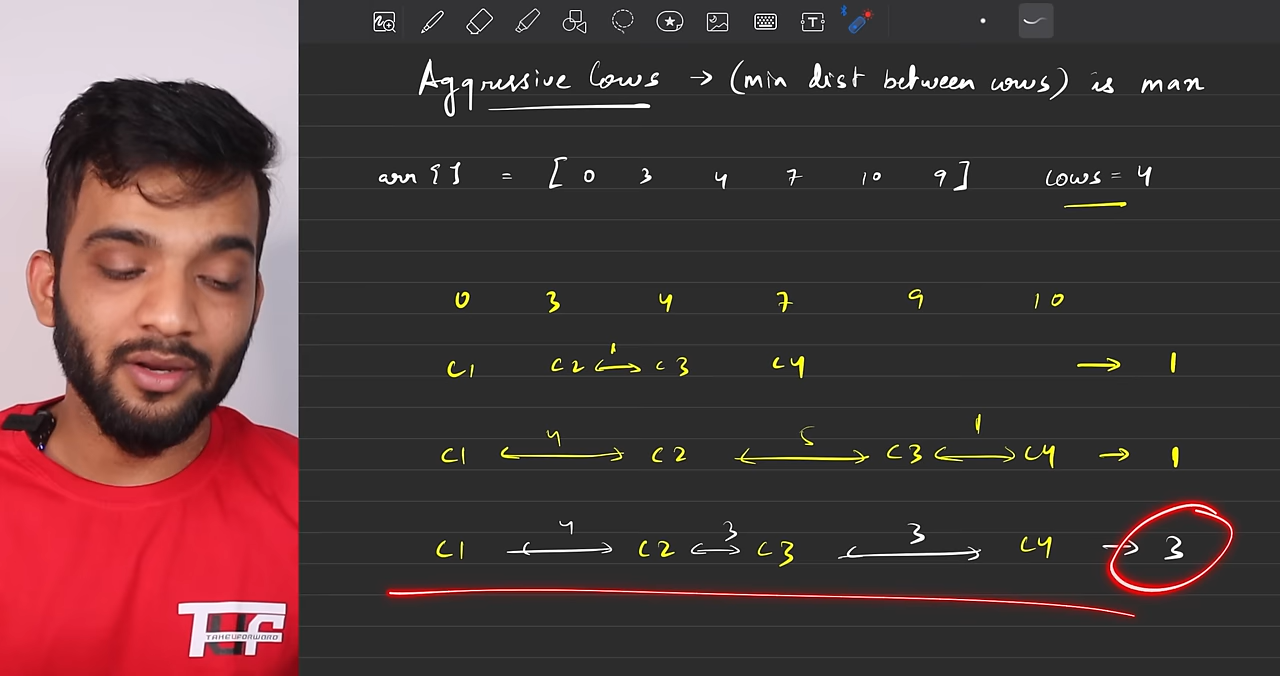 Aggressive Cows → (min dist between cows) is max
arr [] = [ 0 3 4 7 10 9 ] Cows = 4
0 3 4 7 9 10
C1 C2 ↔ 1 C3 C4 → 1
C1 ↔ 4 C2 ↔ 5 C3 ↔ 1 C4 → 1
C1 ↔ 4 C2 ↔ 3 C3 ↔ 3 C4 → 3
TUF
TAKEUFORWORD